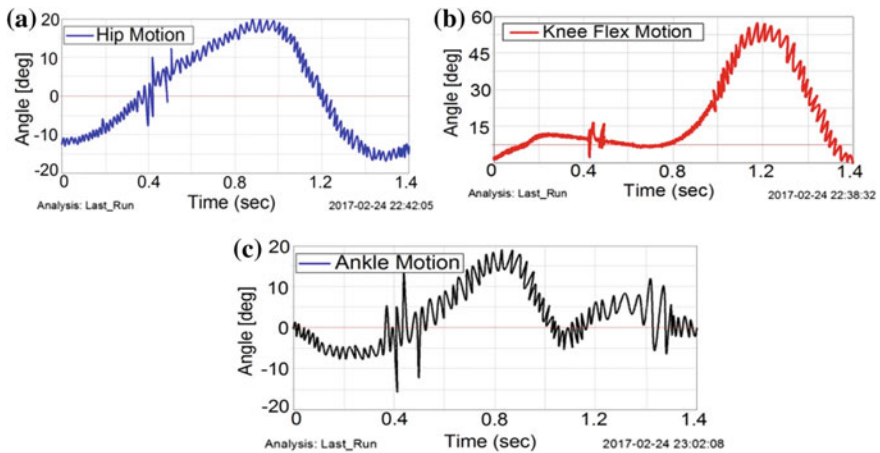 (a)
Hip Motion
Angle [deg]
20
10
0
-10
20
0
0.4
0.8
1.2
1.4
Time (sec)
Analysis: Last_Run
2017-02-24 22:42:05
(b)
Knee Flex Motion
Angle [deg]
60
45
30
15
0
0.4
0.8
1.2
1.4
Time (sec)
Analysis: Last_Run
2017-02-24 22:38:32
(c)
Ankle Motion
Angle [deg]
20
10
0
-10
-20
0
0.4
0.8
1.2
1.4
Time (sec)
Analysis: Last_Run
2017-02-24 23:02:08